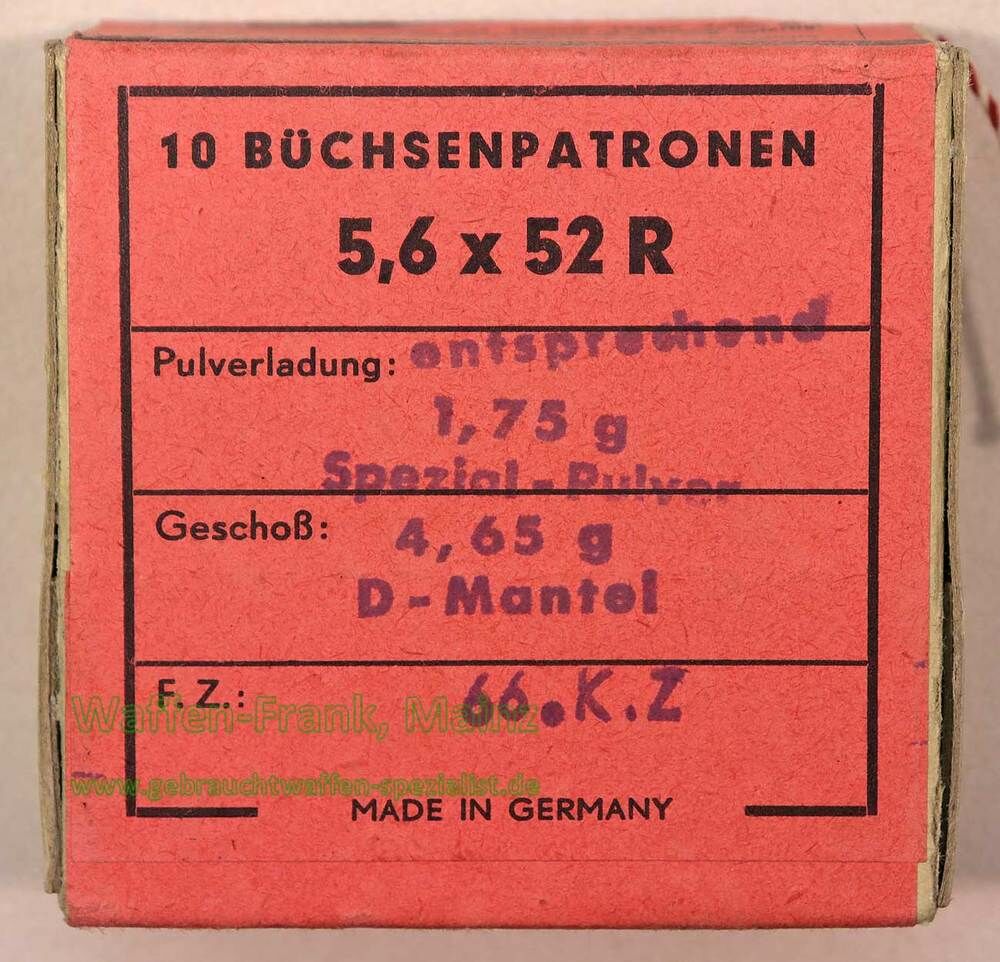 10 BÜCHSENPATRONEN
5,6 x 52 R
Pulverladung: entsprechend
1,75 g
Spezial-Pulver
Geschoß: 4,65 g
D-Mantel
F. Z.: 66.K.Z
Waffen-Frank, Mainz
www.gebrauchtwaffen-spezialist.de
MADE IN GERMANY